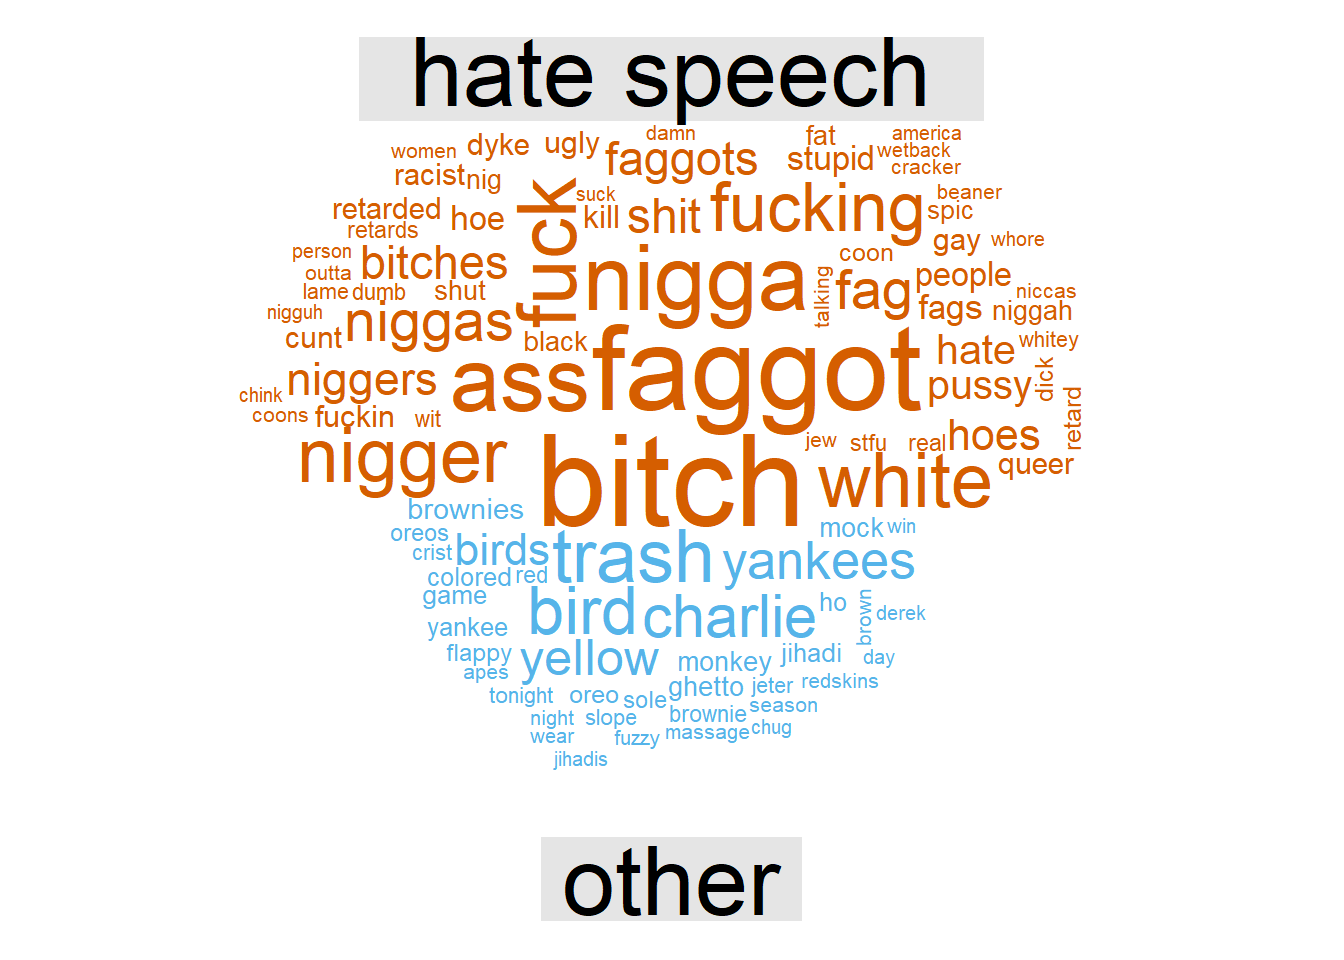 hate speech
women dyke ugly damn fat america
racist nig faggots stupid wetback
cracker
retarded hoe fuck suck kill shit fucking beaner
retards spic
person bitches nigga coon gay whore
outta talking fag people
lame dumb shut fags niccas
nigguh niggas niggah
cunt black hate whitey
niggers ass faggot pussy dick
chink retard
coons fuckin wit
nigger bitch jew stfu real hoes
white queer
brownies mock win
oreos birds trash yankees
crist
colored red
game bird charlie ho brown derek
yankee
flappy yellow monkey jihadi day
apes
tonight oreo sole ghetto jeter redskins
night slope brownie season
wear fuzzy massage chug
jihadis
other